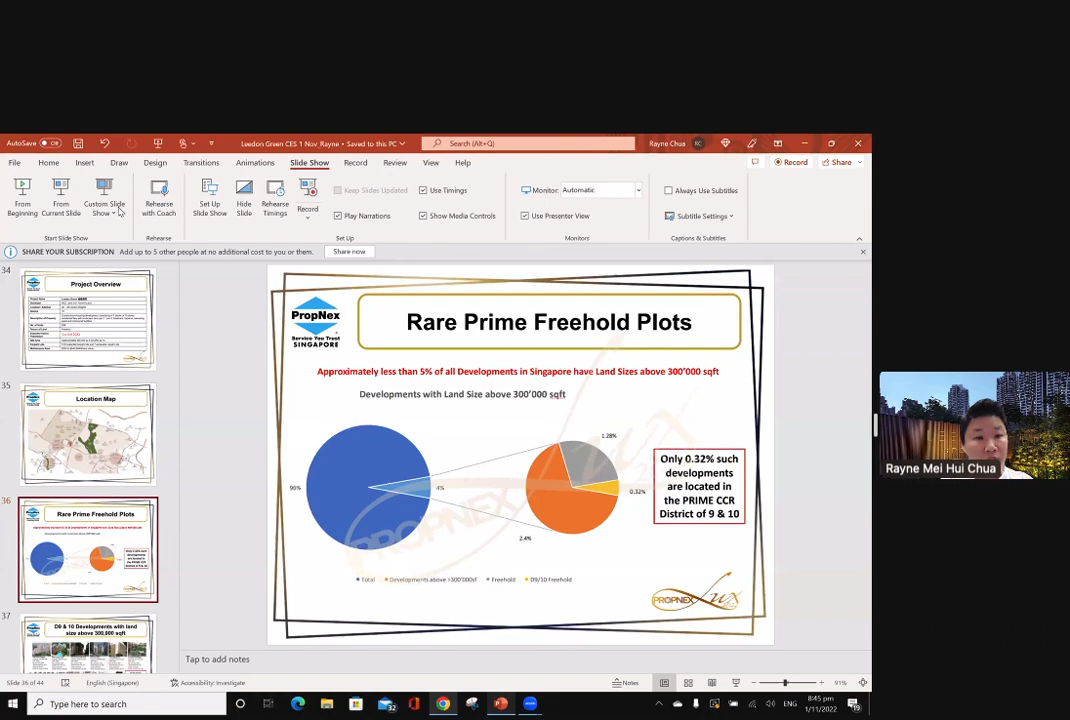 AutoSave Off
Leedon Green CES 1 Nov_Rayne - Saved to this PC
Search (Alt+Q)
Rayne Chua
RC
File Home Insert Draw Design Transitions Animations Slide Show Record Review View Help
Record
Share
From Beginning
From Current Slide
Custom Slide Show
Rehearse with Coach
Set Up Slide Show
Hide Slide
Rehearse Timings
Record
Keep Slides Updated
Play Narrations
Use Timings
Show Media Controls
Monitor: Automatic
Use Presenter View
Always Use Subtitles
Subtitle Settings
Start Slide Show
Rehearse
Set Up
Monitors
Captions & Subtitles
SHARE YOUR SUBSCRIPTION Add up to 5 other people at no additional cost to you or them.
Share now
34
Project Overview
35
Location Map
36
Rare Prime Freehold Plots
37
D9 & 10 Developments with land
size above 300,000 sqft
PropNex
Service You Trust
SINGAPORE
Rare Prime Freehold Plots
Approximately less than 5% of all Developments in Singapore have Land Sizes above 300'000 sqft
Developments with Land Size above 300'000 sqft
96%
4%
1.28%
0.32%
2.4%
Only 0.32% such
developments
are located in
the PRIME CCR
District of 9 & 10
Total
Developments above >300'000sf
Freehold
D9/10 Freehold
PROPNEX
PROPNEX Lux
Rayne Mei Hui Chua
Tap to add notes
Slide 36 of 44
English (Singapore)
Accessibility: Investigate
Notes
91%
Type here to search
32
ENG
8:45 pm
1/11/2022
19